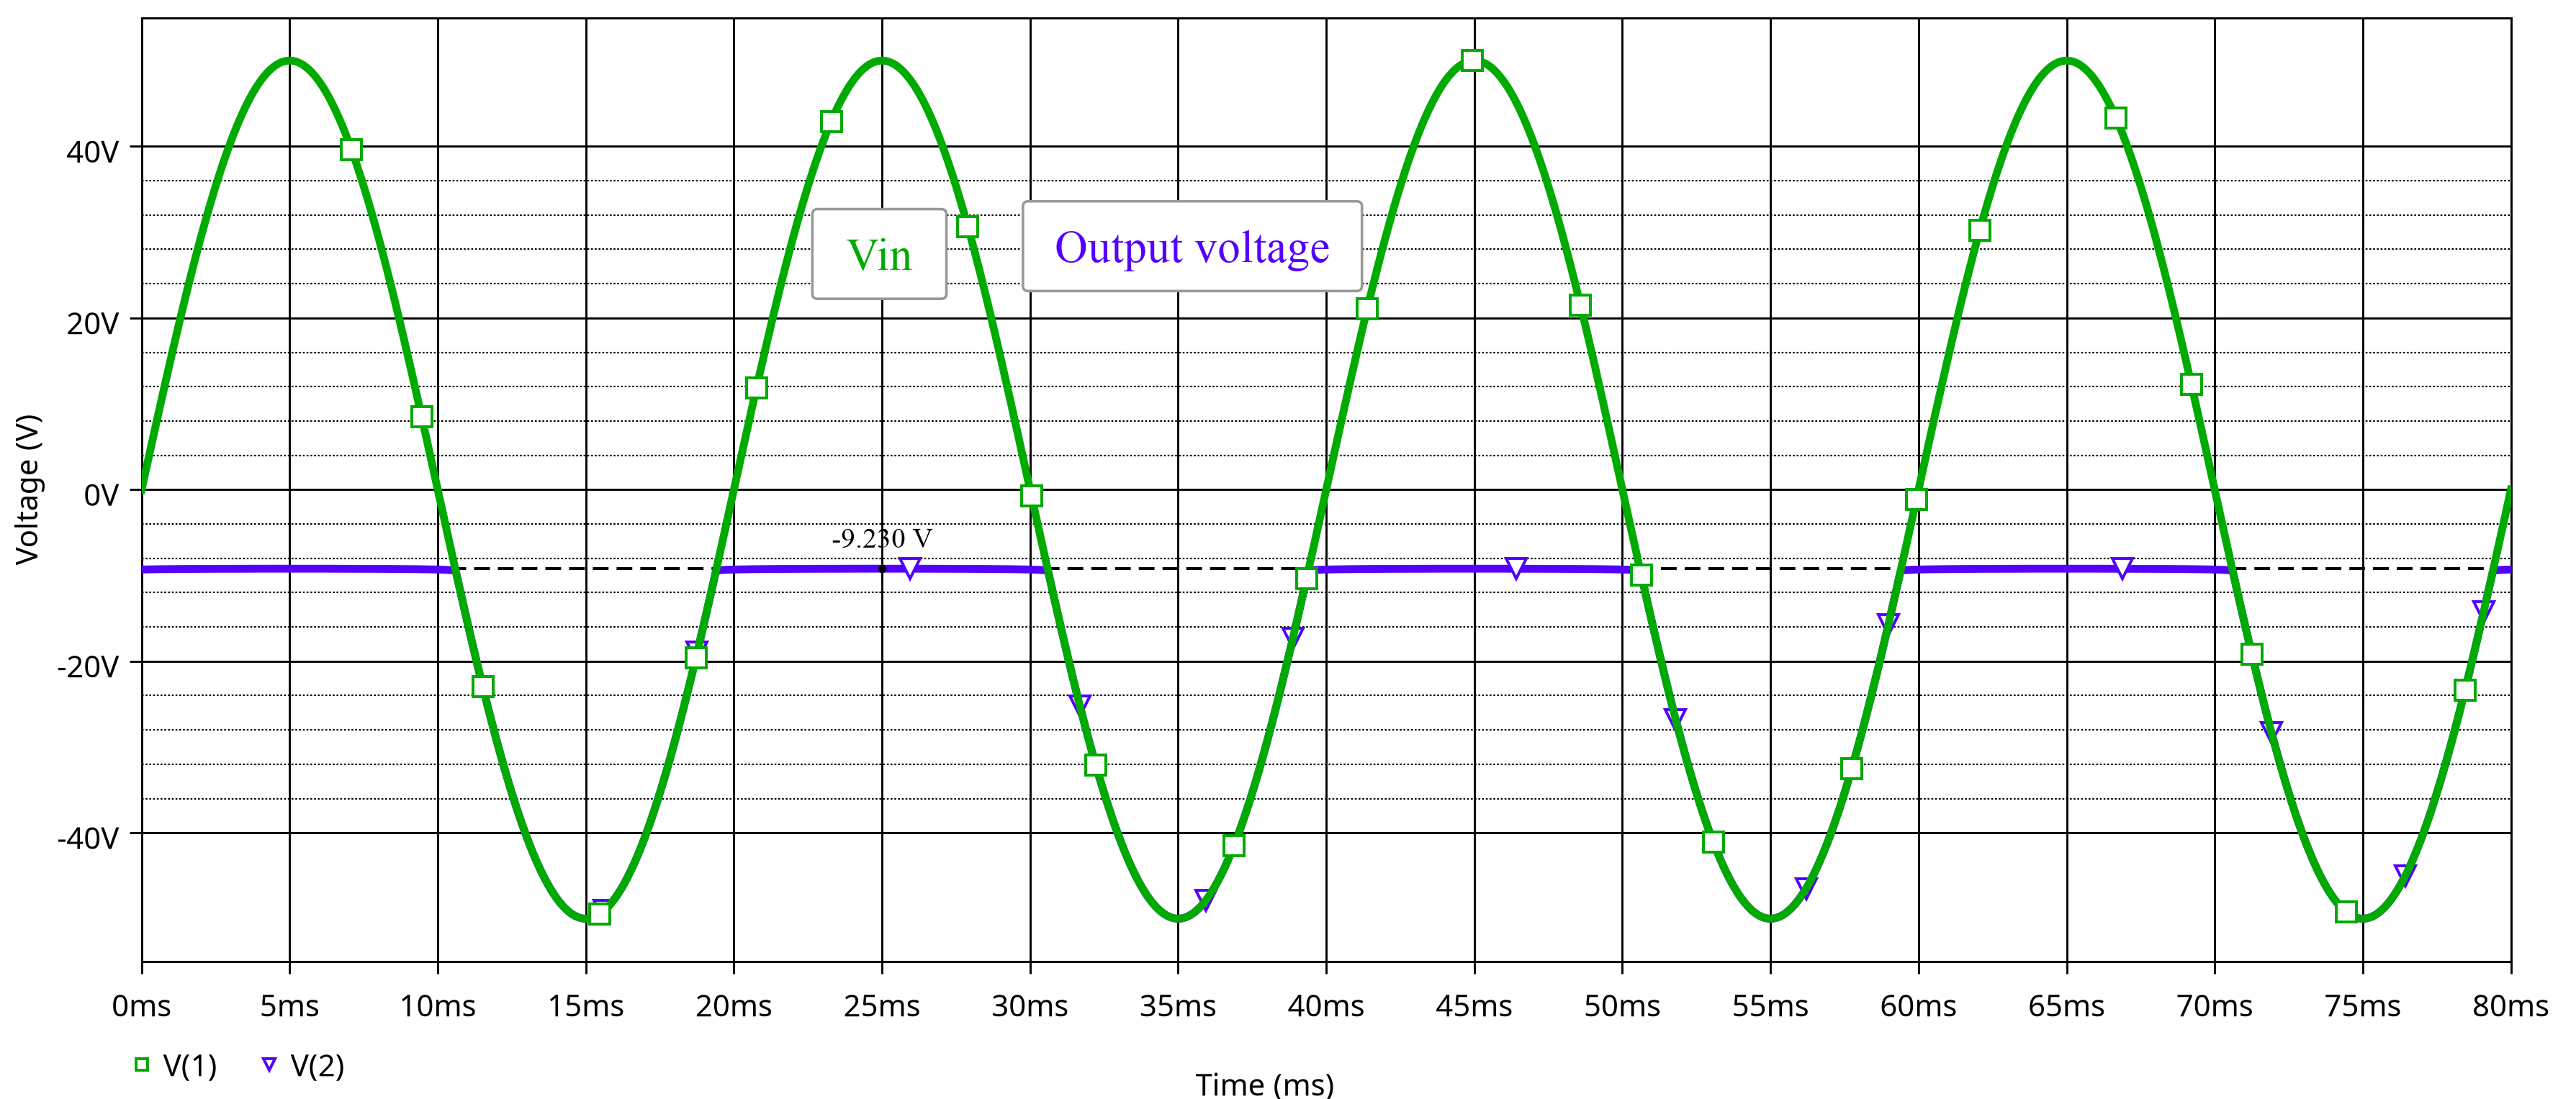 Voltage (V)
40V
20V
0V
-20V
-40V
Vin
Output voltage
-9.230 V
0ms 5ms 10ms 15ms 20ms 25ms 30ms 35ms 40ms 45ms 50ms 55ms 60ms 65ms 70ms 75ms 80ms
V(1) V(2)
Time (ms)